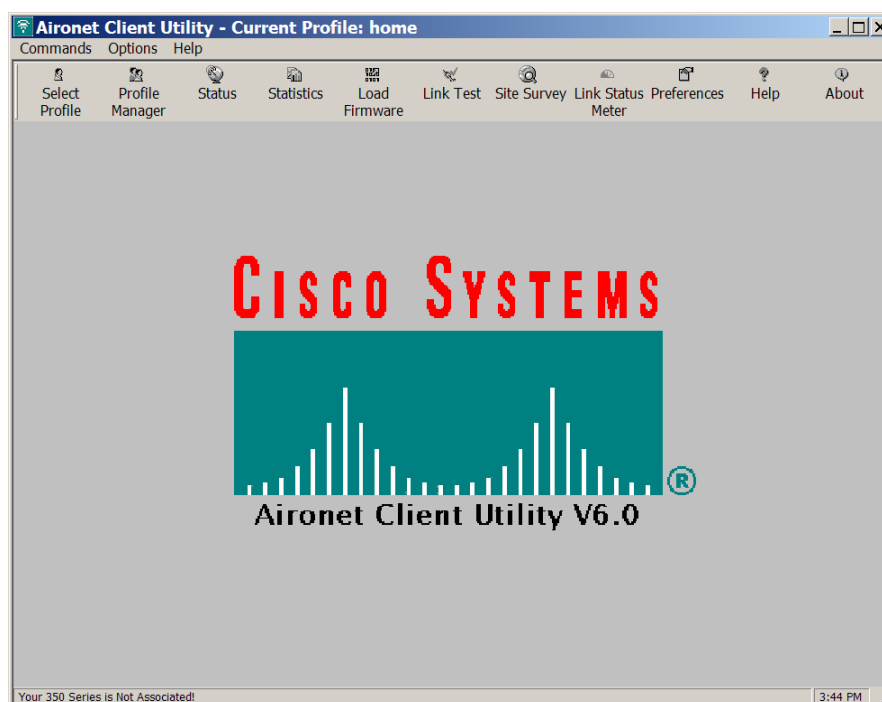 Aironet Client Utility - Current Profile: home
Commands Options Help
Select Profile
Profile Manager
Status
Statistics
Load Firmware
Link Test
Site Survey
Link Status Meter
Preferences
Help
About
CISCO SYSTEMS
®
Aironet Client Utility V6.0
Your 350 Series is Not Associated!
3:44 PM